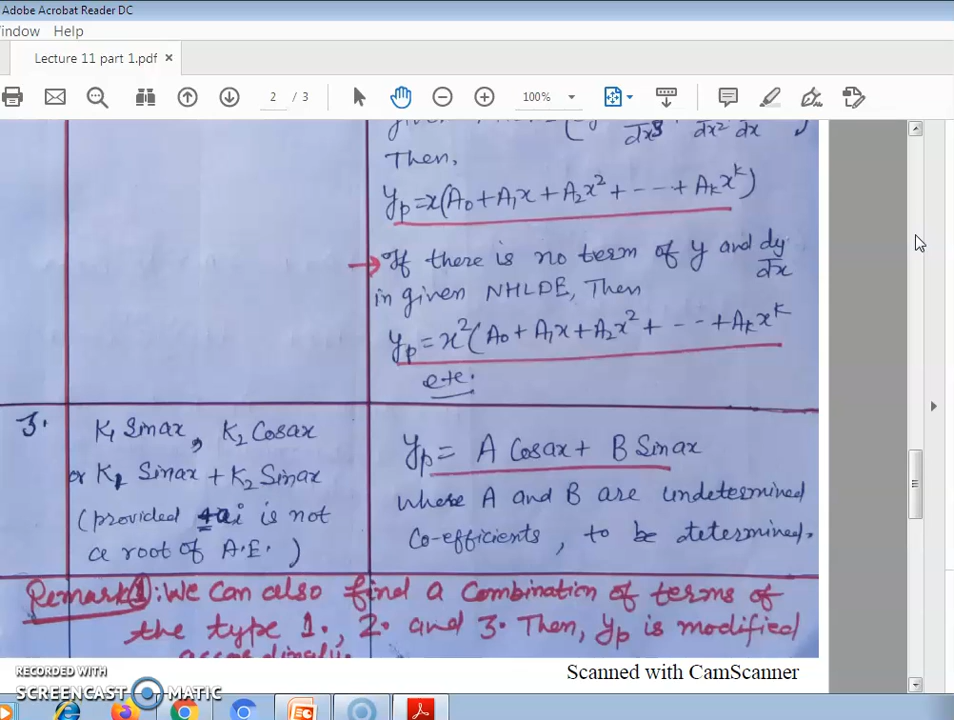 Adobe Acrobat Reader DC
indow Help
Lecture 11 part 1.pdf ×
2 / 3 100%
dx³ dx² dx
Then,
yp=x(A₀+A₁x+A₂x²+----+Aₖxᵏ)
→ If there is no term of y and dy/dx
in given NHLDE, Then
yp=x²(A₀+A₁x+A₂x²+---+Aₖxᵏ
etc.
3. K₁ Sinax, K₂ Cosax
or K₁ Sinax + K₂ Sinax
(provided ±ai is not
a root of A.E.)
yp= A Cosax + B Sinax
where A and B are undetermined
Co-efficients, to be determined.
Remark①: We can also find a Combination of terms of
the type 1., 2. and 3. Then, yp is modified
accordingly.
Scanned with CamScanner
RECORDED WITH
SCREENCAST MATIC